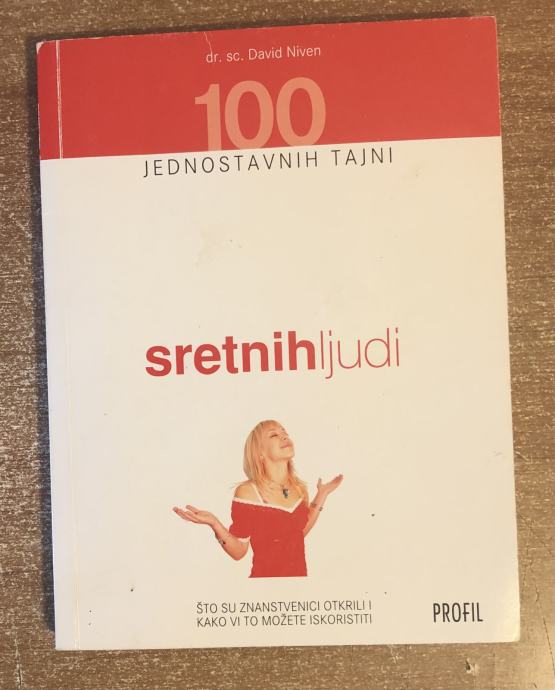 dr. sc. David Niven
100
JEDNOSTAVNIH TAJNI
sretnihljudi
ŠTO SU ZNANSTVENICI OTKRILI I
KAKO VI TO MOŽETE ISKORISTITI
PROFIL